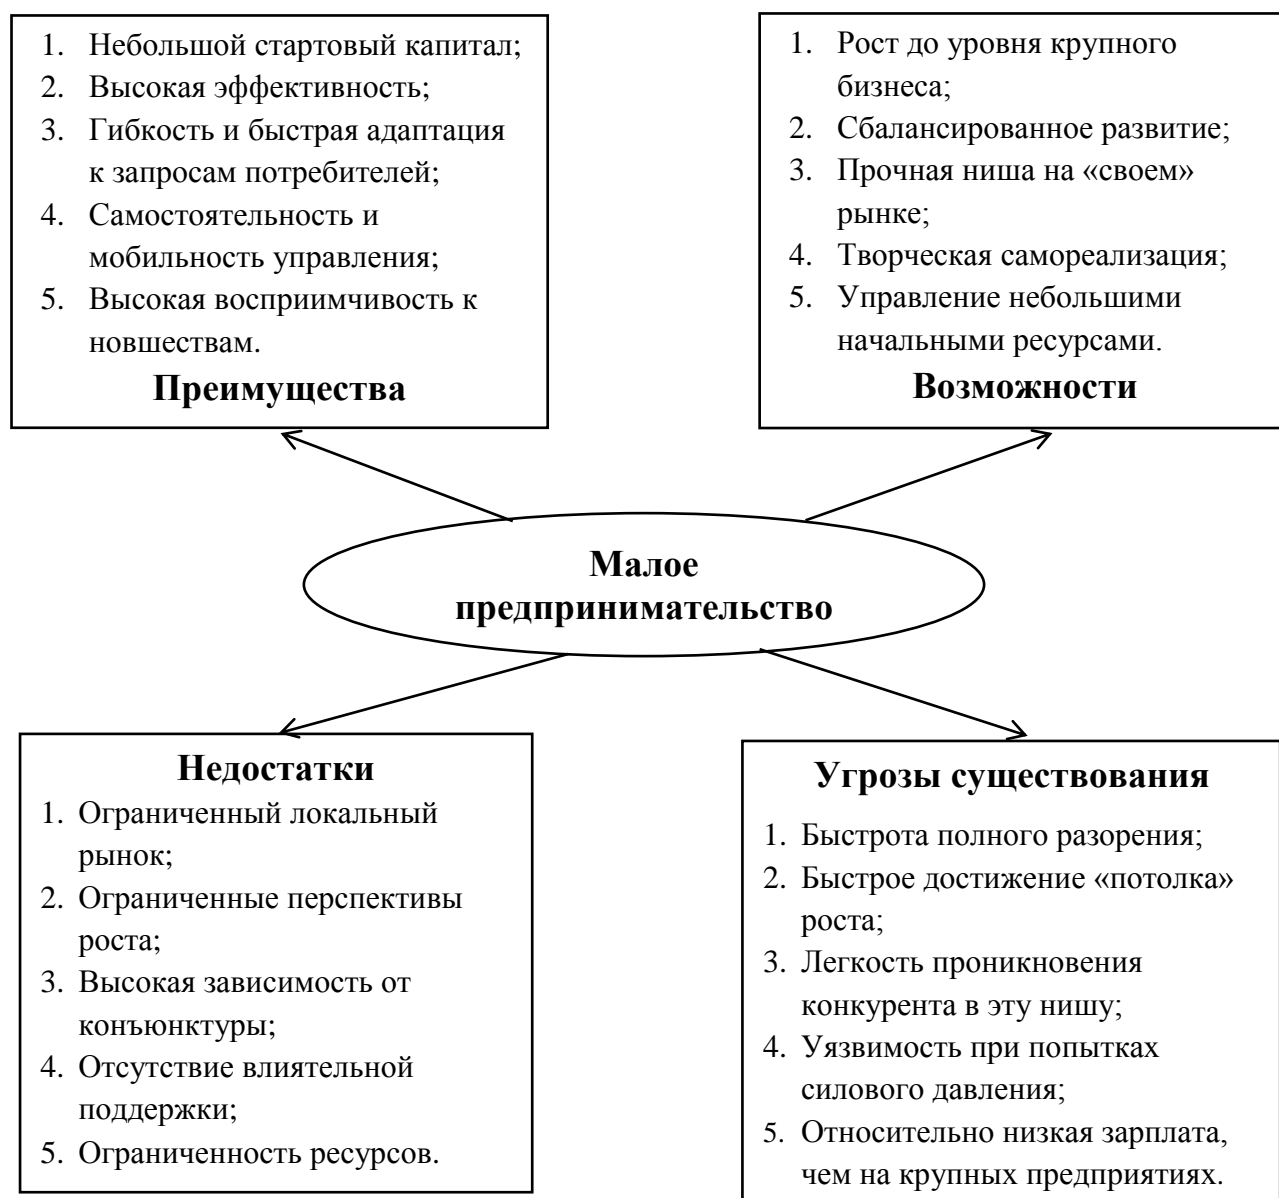 1. Небольшой стартовый капитал;
2. Высокая эффективность;
3. Гибкость и быстрая адаптация
к запросам потребителей;
4. Самостоятельность и
мобильность управления;
5. Высокая восприимчивость к
новшествам.
Преимущества
1. Рост до уровня крупного
бизнеса;
2. Сбалансированное развитие;
3. Прочная ниша на «своем»
рынке;
4. Творческая самореализация;
5. Управление небольшими
начальными ресурсами.
Возможности
Малое
предпринимательство
Недостатки
1. Ограниченный локальный
рынок;
2. Ограниченные перспективы
роста;
3. Высокая зависимость от
конъюнктуры;
4. Отсутствие влиятельной
поддержки;
5. Ограниченность ресурсов.
Угрозы существования
1. Быстрота полного разорения;
2. Быстрое достижение «потолка»
роста;
3. Легкость проникновения
конкурента в эту нишу;
4. Уязвимость при попытках
силового давления;
5. Относительно низкая зарплата,
чем на крупных предприятиях.